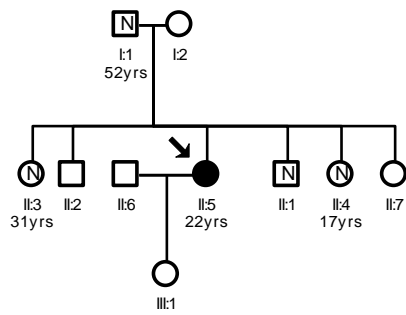 N
I:1 I:2
52yrs
N N N
II:3 II:2 II:6 II:5 II:1 II:4 II:7
31yrs 22yrs 17yrs
III:1